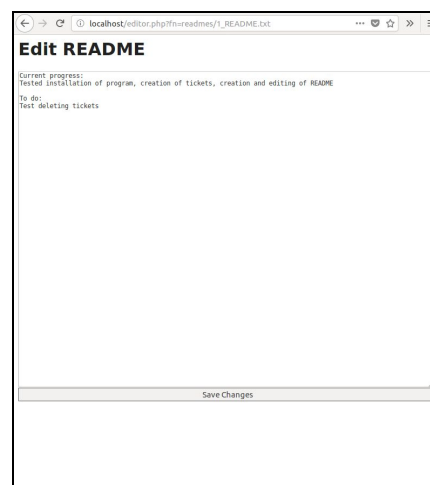 localhost/editor.php?fn=readmes/1_README.txt
Edit README
Current progress:
Tested installation of program, creation of tickets, creation and editing of README
To do:
Test deleting tickets
Save Changes